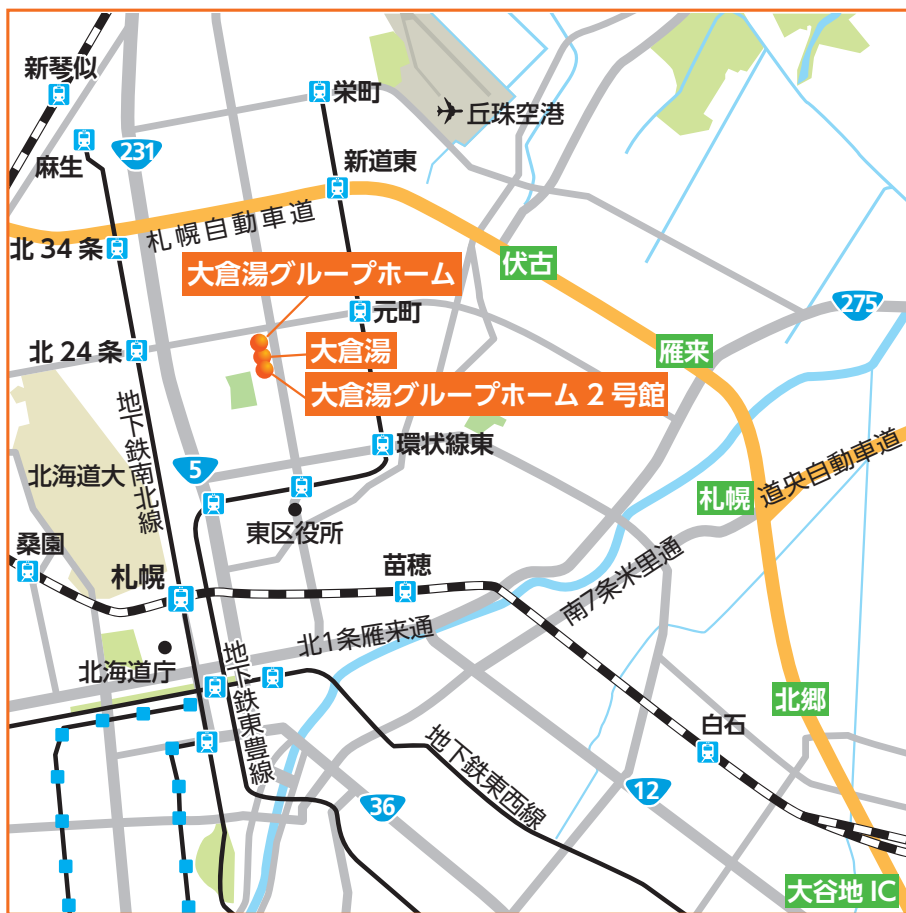 新琴似
栄町
丘珠空港
麻生
231
新道東
札幌自動車道
北 34 条
伏古
大倉湯グループホーム
275
元町
北 24 条
大倉湯
雁来
大倉湯グループホーム 2 号館
地下鉄南北線
環状線東
5
北海道大
札幌
道央自動車道
東区役所
桑園
苗穂
札幌
南7条米里通
北1条雁来通
北海道庁
地下鉄東豊線
北郷
白石
地下鉄東西線
12
36
大谷地 IC